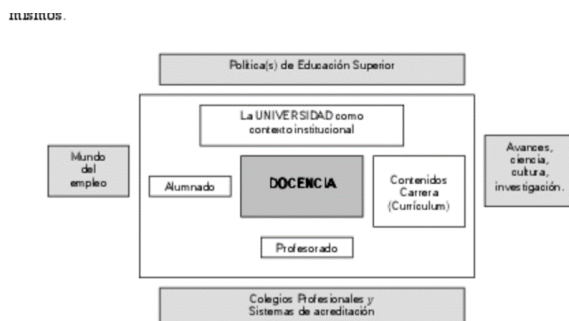 mismos.
Política(s) de Educación Superior
La UNIVERSIDAD como
contexto institucional
Mundo
del
empleo
Alumnado
DOCENCIA
Contenidos
Carrera
(Currículum)
Avances,
ciencia,
cultura,
investigación.
Profesorado
Colegios Profesionales y
Sistemas de acreditación